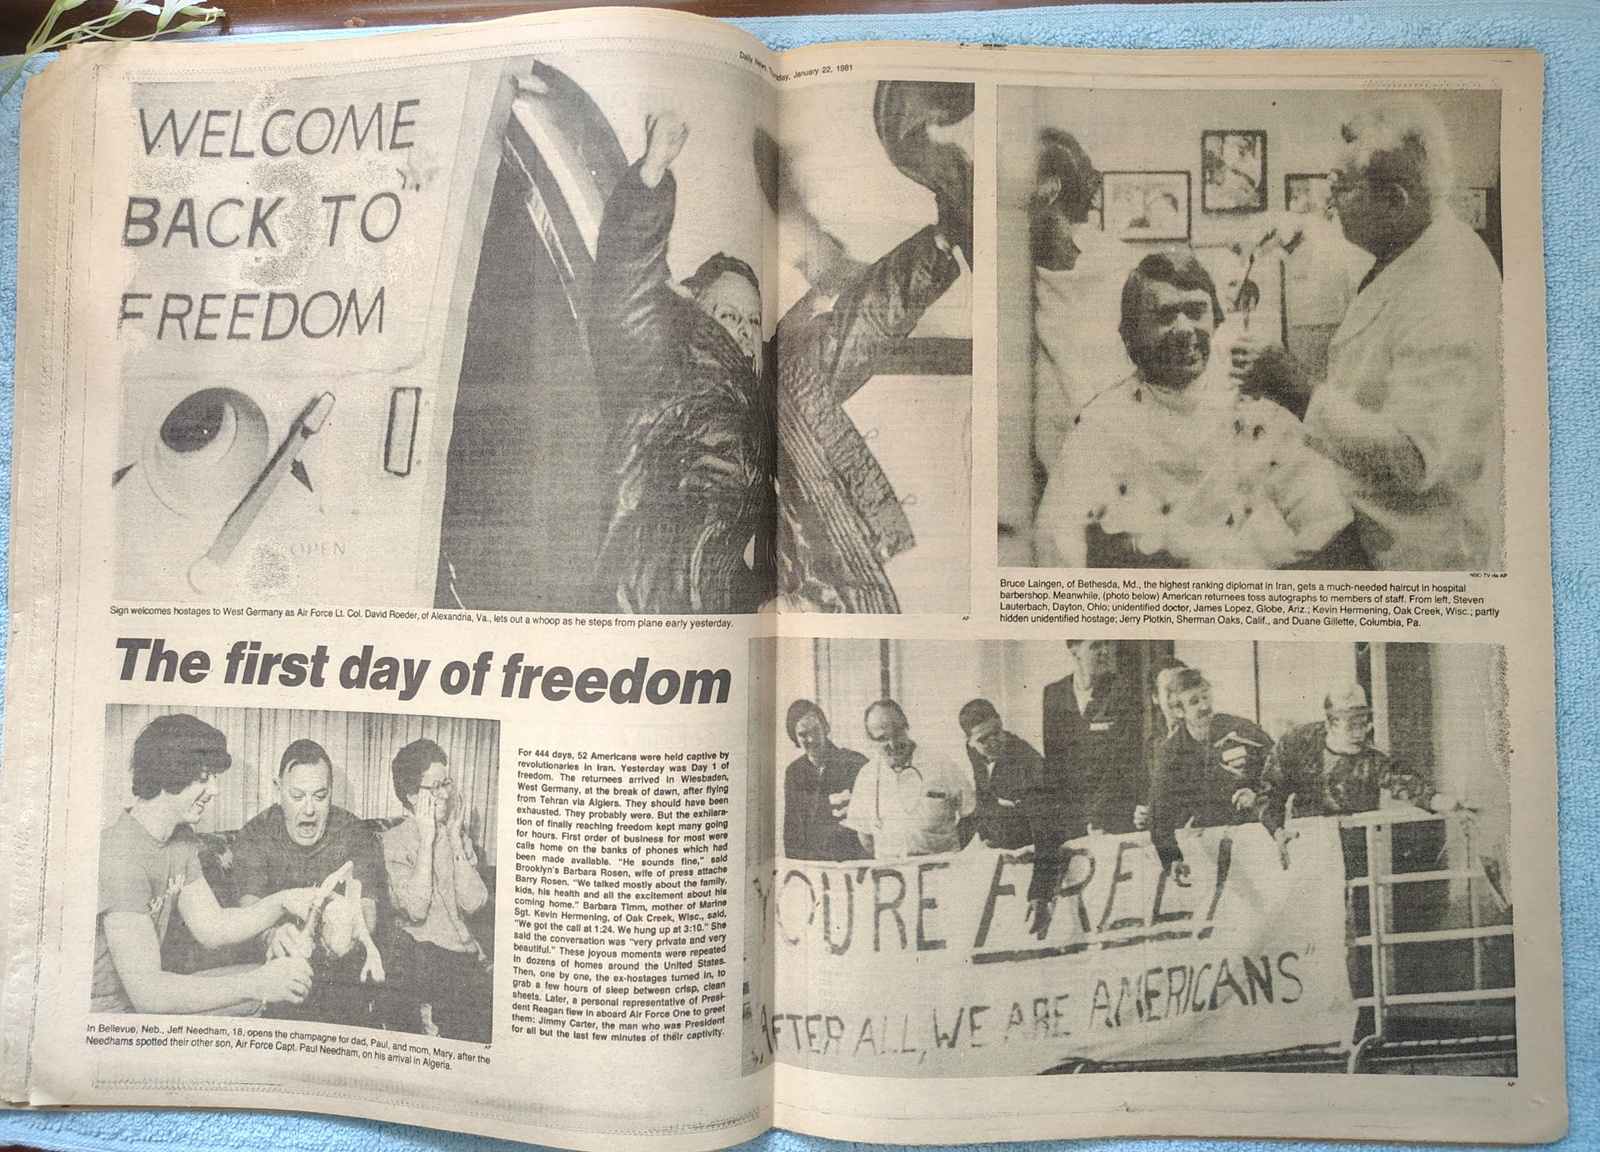 Daily News, Thursday, January 22, 1981
WELCOME
BACK TO
FREEDOM
OPEN
AP
Sign welcomes hostages to West Germany as Air Force Lt. Col. David Roeder, of Alexandria, Va., lets out a whoop as he steps from plane early yesterday.
NBC-TV via AP
Bruce Laingen, of Bethesda, Md., the highest ranking diplomat in Iran, gets a much-needed haircut in hospital
barbershop. Meanwhile, (photo below) American returnees toss autographs to members of staff. From left, Steven
Lauterbach, Dayton, Ohio; unidentified doctor, James Lopez, Globe, Ariz.; Kevin Hermening, Oak Creek, Wisc.; partly
hidden unidentified hostage; Jerry Plotkin, Sherman Oaks, Calif., and Duane Gillette, Columbia, Pa.
The first day of freedom
For 444 days, 52 Americans were held captive by
revolutionaries in Iran. Yesterday was Day 1 of
freedom. The returnees arrived in Wiesbaden,
West Germany, at the break of dawn, after flying
from Tehran via Algiers. They should have been
exhausted. They probably were. But the exhilara-
tion of finally reaching freedom kept many going
for hours. First order of business for most were
calls home on the banks of phones which had
been made available. "He sounds fine," said
Brooklyn's Barbara Rosen, wife of press attache
Barry Rosen. "We talked mostly about the family,
kids, his health and all the excitement about his
coming home." Barbara Timm, mother of Marine
Sgt. Kevin Hermening, of Oak Creek, Wisc., said,
"We got the call at 1:24. We hung up at 3:10." She
said the conversation was "very private and very
beautiful." These joyous moments were repeated
in dozens of homes around the United States.
Then, one by one, the ex-hostages turned in, to
grab a few hours of sleep between crisp, clean
sheets. Later, a personal representative of Presi-
dent Reagan flew in aboard Air Force One to greet
them: Jimmy Carter, the man who was President
for all but the last few minutes of their captivity.
AP
In Bellevue, Neb., Jeff Needham, 18, opens the champagne for dad, Paul, and mom, Mary, after the
Needhams spotted their other son, Air Force Capt. Paul Needham, on his arrival in Algeria.
YOU'RE FREE!
AFTER ALL, WE ARE AMERICANS"
AP